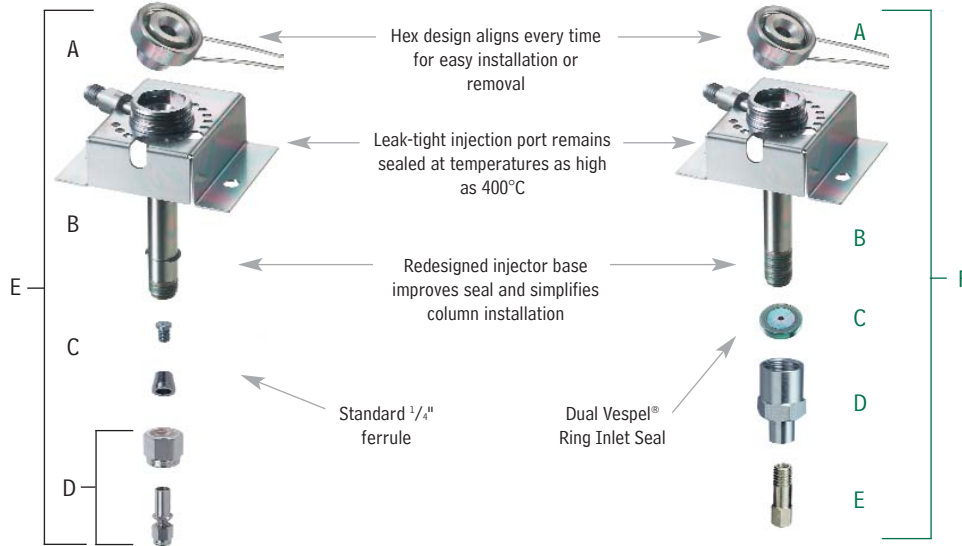 A
Hex design aligns every time
for easy installation or
removal
A
Leak-tight injection port remains
sealed at temperatures as high
as 400°C
B
B
E
Redesigned injector base
improves seal and simplifies
column installation
F
C
C
Standard 1/4"
ferrule
Dual Vespel®
Ring Inlet Seal
D
D
E